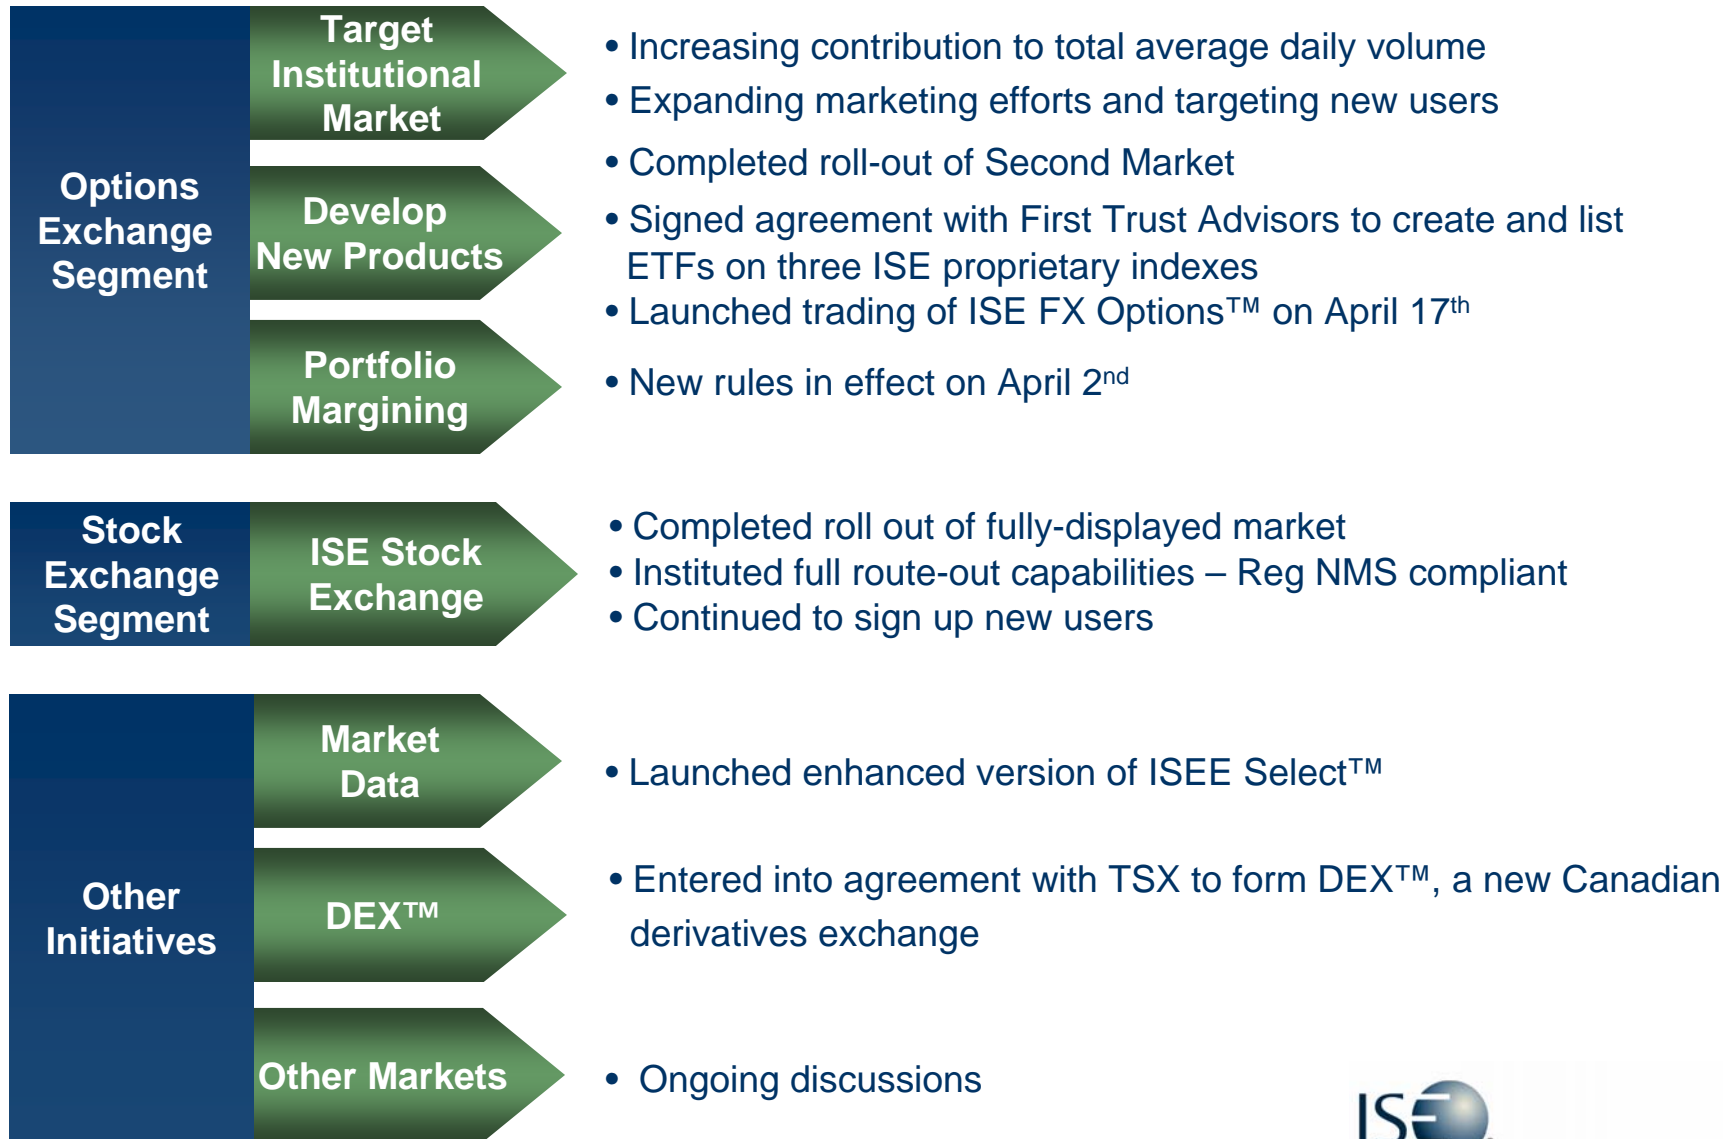 Options
Exchange
Segment
Target
Institutional
Market
• Increasing contribution to total average daily volume
• Expanding marketing efforts and targeting new users
Develop
New Products
• Completed roll-out of Second Market
• Signed agreement with First Trust Advisors to create and list
ETFs on three ISE proprietary indexes
• Launched trading of ISE FX Options™ on April 17th
Portfolio
Margining
• New rules in effect on April 2nd
Stock
Exchange
Segment
ISE Stock
Exchange
• Completed roll out of fully-displayed market
• Instituted full route-out capabilities – Reg NMS compliant
• Continued to sign up new users
Other
Initiatives
Market
Data
• Launched enhanced version of ISEE Select™
DEX™
• Entered into agreement with TSX to form DEX™, a new Canadian
derivatives exchange
Other Markets
• Ongoing discussions
ISE